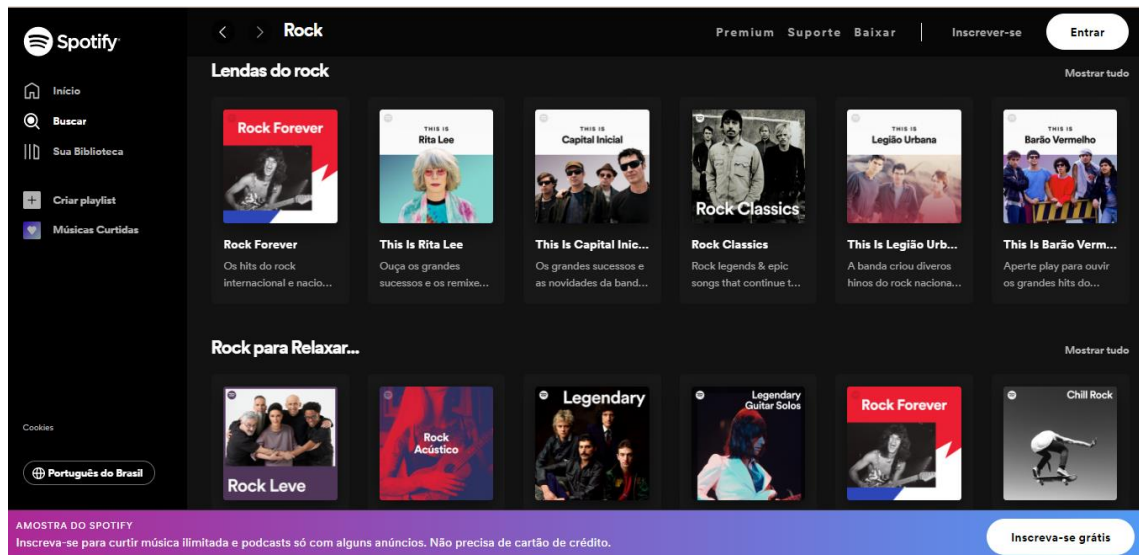 Spotify
Rock
Premium Suporte Baixar Inscrever-se Entrar
Início
Buscar
Sua Biblioteca
Criar playlist
Músicas Curtidas
Cookies
Português do Brasil
Lendas do rock
Mostrar tudo
Rock Forever
THIS IS
Rita Lee
THIS IS
Capital Inicial
Rock Classics
THIS IS
Legião Urbana
THIS IS
Barão Vermelho
Rock Forever
Os hits do rock
internacional e nacio...
This Is Rita Lee
Ouça os grandes
sucessos e os remixe...
This Is Capital Inic...
Os grandes sucessos e
as novidades da band...
Rock Classics
Rock legends & epic
songs that continue t...
This Is Legião Urb...
A banda criou diveros
hinos do rock naciona...
This Is Barão Verm...
Aperte play para ouvir
os grandes hits do...
Rock para Relaxar...
Mostrar tudo
Rock Leve
Rock
Acústico
Legendary
Legendary
Guitar Solos
Rock Forever
Chill Rock
AMOSTRA DO SPOTIFY
Inscreva-se para curtir música ilimitada e podcasts só com alguns anúncios. Não precisa de cartão de crédito.
Inscreva-se grátis